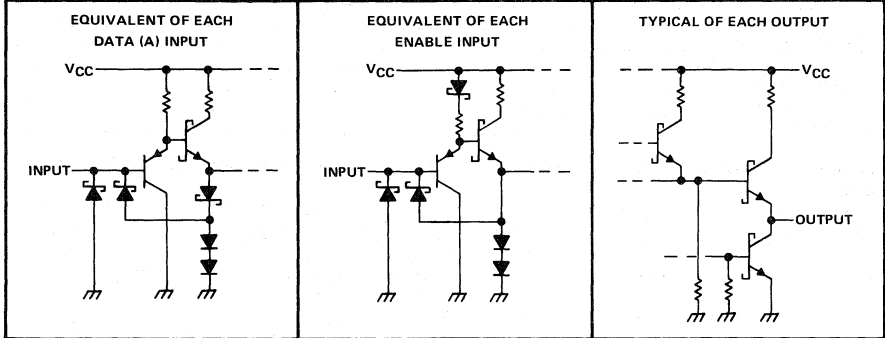 EQUIVALENT OF EACH
DATA (A) INPUT
VCC
INPUT
EQUIVALENT OF EACH
ENABLE INPUT
VCC
INPUT
TYPICAL OF EACH OUTPUT
VCC
OUTPUT